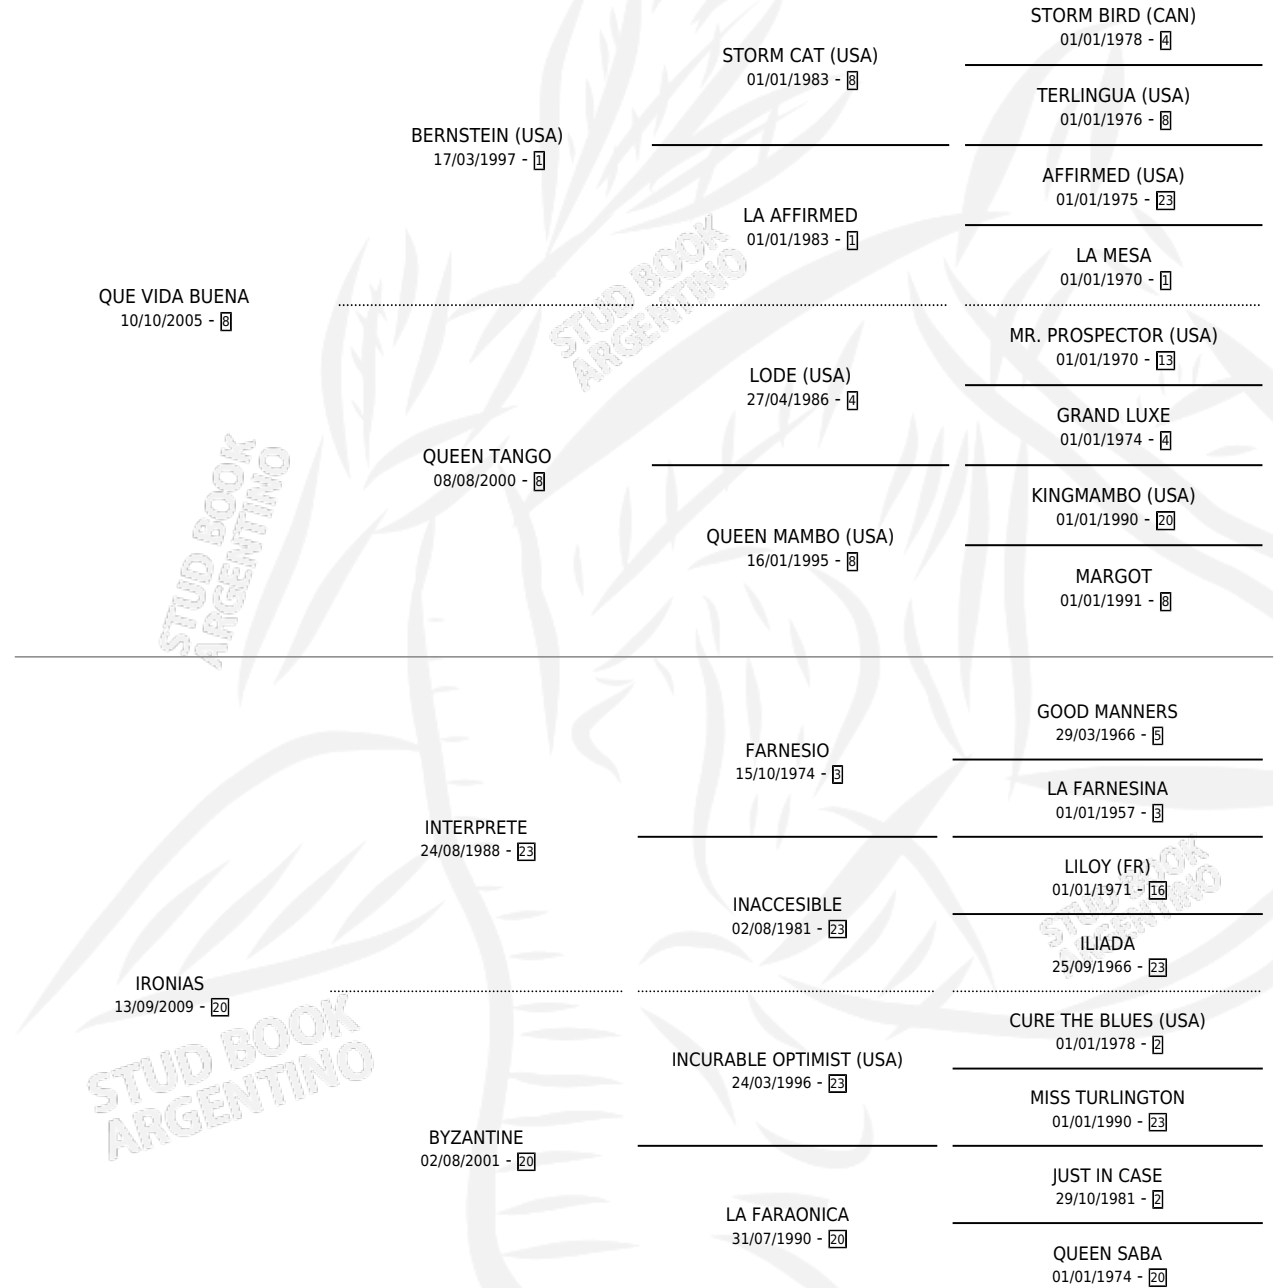 STORM BIRD (CAN)
01/01/1978 - 4
STORM CAT (USA)
01/01/1983 - 8
TERLINGUA (USA)
01/01/1976 - 8
BERNSTEIN (USA)
17/03/1997 - 1
AFFIRMED (USA)
01/01/1975 - 23
LA AFFIRMED
01/01/1983 - 1
LA MESA
01/01/1970 - 1
QUE VIDA BUENA
10/10/2005 - 8
MR. PROSPECTOR (USA)
01/01/1970 - 13
LODE (USA)
27/04/1986 - 4
GRAND LUXE
01/01/1974 - 4
QUEEN TANGO
08/08/2000 - 8
KINGMAMBO (USA)
01/01/1990 - 20
QUEEN MAMBO (USA)
16/01/1995 - 8
MARGOT
01/01/1991 - 8
STUD BOOK
ARGENTINO
STUD BOOK
ARGENTINO
GOOD MANNERS
29/03/1966 - 5
FARNESIO
15/10/1974 - 3
LA FARNESINA
01/01/1957 - 3
INTERPRETE
24/08/1988 - 23
LILOY (FR)
01/01/1971 - 16
INACCESIBLE
02/08/1981 - 23
ILIADA
25/09/1966 - 23
STUD BOOK
ARGENTINO
IRONIAS
13/09/2009 - 20
CURE THE BLUES (USA)
01/01/1978 - 2
INCURABLE OPTIMIST (USA)
24/03/1996 - 23
MISS TURLINGTON
01/01/1990 - 23
BYZANTINE
02/08/2001 - 20
JUST IN CASE
29/10/1981 - 2
LA FARAONICA
31/07/1990 - 20
QUEEN SABA
01/01/1974 - 20
STUD BOOK
ARGENTINO